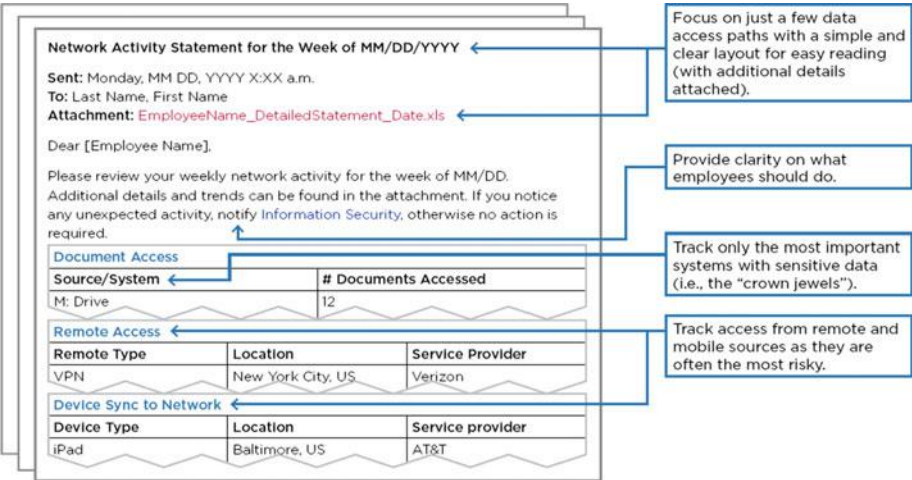 Network Activity Statement for the Week of MM/DD/YYYY
Sent: Monday, MM DD, YYYY X:XX a.m.
To: Last Name, First Name
Attachment: EmployeeName_DetailedStatement_Date.xls
Dear [Employee Name],
Please review your weekly network activity for the week of MM/DD.
Additional details and trends can be found in the attachment. If you notice
any unexpected activity, notify Information Security, otherwise no action is
required.
Document Access
Source/System # Documents Accessed
M: Drive 12
Remote Access
Remote Type Location Service Provider
VPN New York City, US Verizon
Device Sync to Network
Device Type Location Service provider
iPad Baltimore, US AT&T
Focus on just a few data
access paths with a simple and
clear layout for easy reading
(with additional details
attached).
Provide clarity on what
employees should do.
Track only the most important
systems with sensitive data
(i.e., the “crown jewels”).
Track access from remote and
mobile sources as they are
often the most risky.